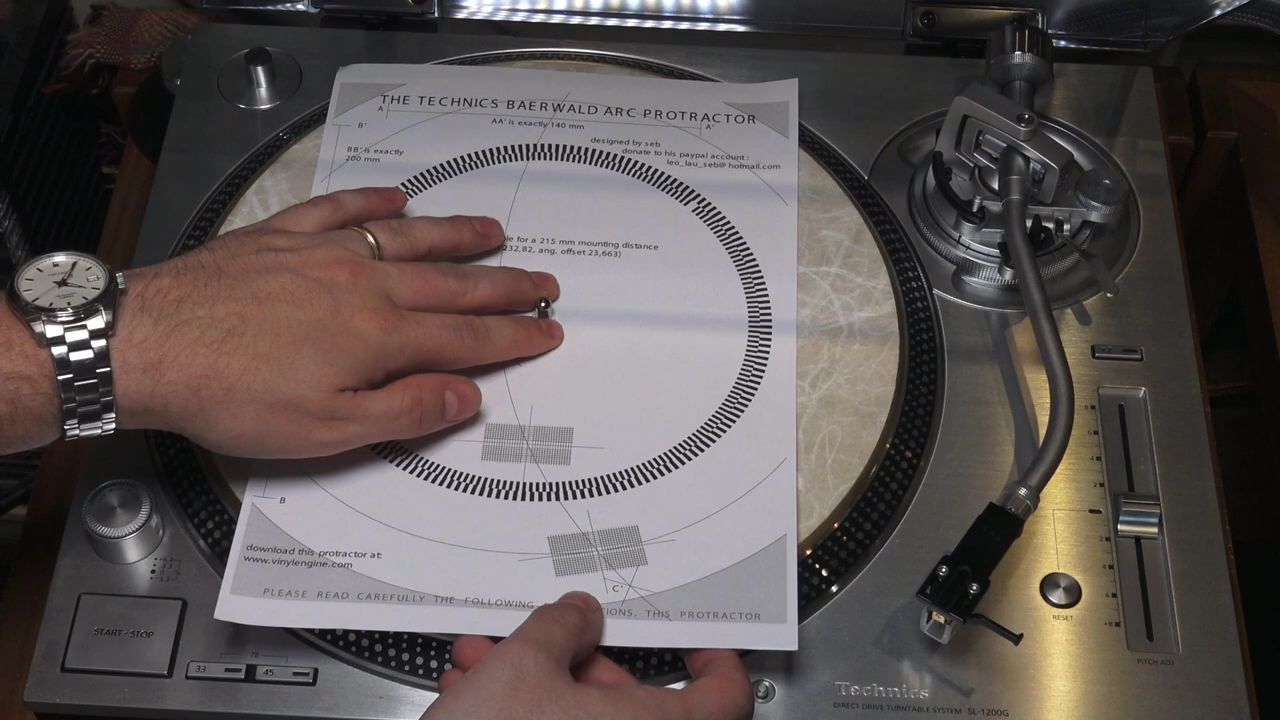 THE TECHNICS BAERWALD ARC PROTRACTOR
A
AA' is exactly 140 mm
A'
B'
BB' is exactly
200 mm
designed by seb
donate to his paypal account :
leo_lau_seb@ hotmail.com
for a 215 mm mounting distance
232,82, ang. offset 23,663)
B
download this protractor at:
www.vinylengine.com
C'
PLEASE READ CAREFULLY THE FOLLOWING
THIS PROTRACTOR
START·STOP
33
45
78
RESET
PITCH ADJ.
Technics
DIRECT DRIVE TURNTABLE SYSTEM SL-1200G